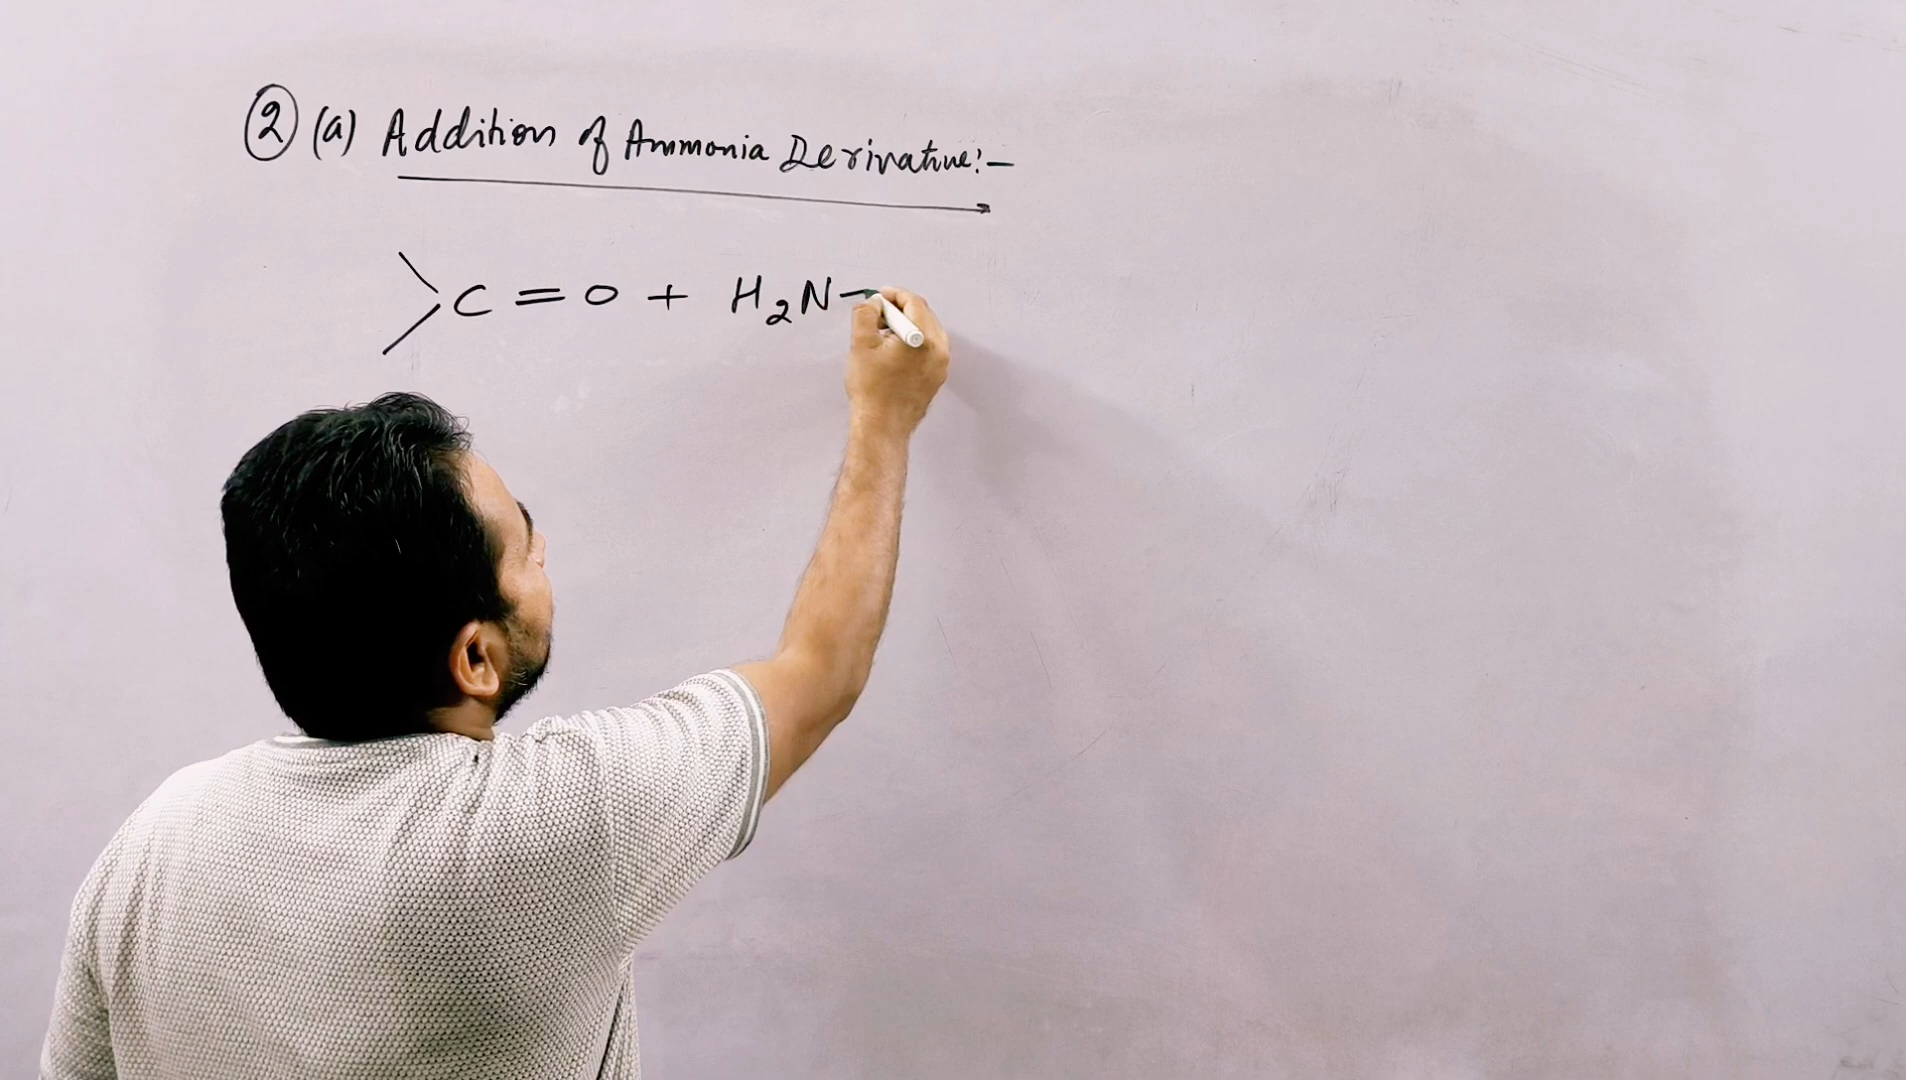 ② (a) Addition of Ammonia Derivative:-
>C = O + H₂N-